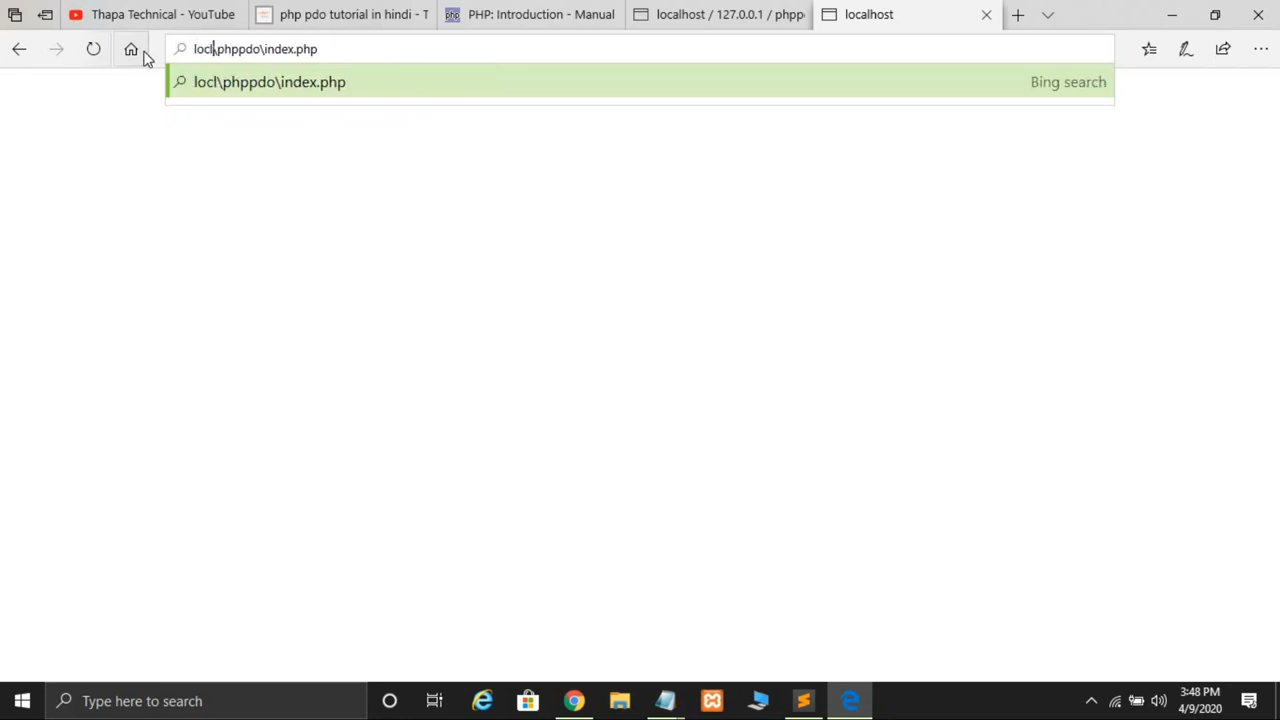 Thapa Technical - YouTube
php pdo tutorial in hindi - T
php
PHP: Introduction - Manual
localhost / 127.0.0.1 / phpp
localhost
locl\phppdo\index.php
locl\phppdo\index.php
Bing search
Type here to search
3:48 PM
4/9/2020